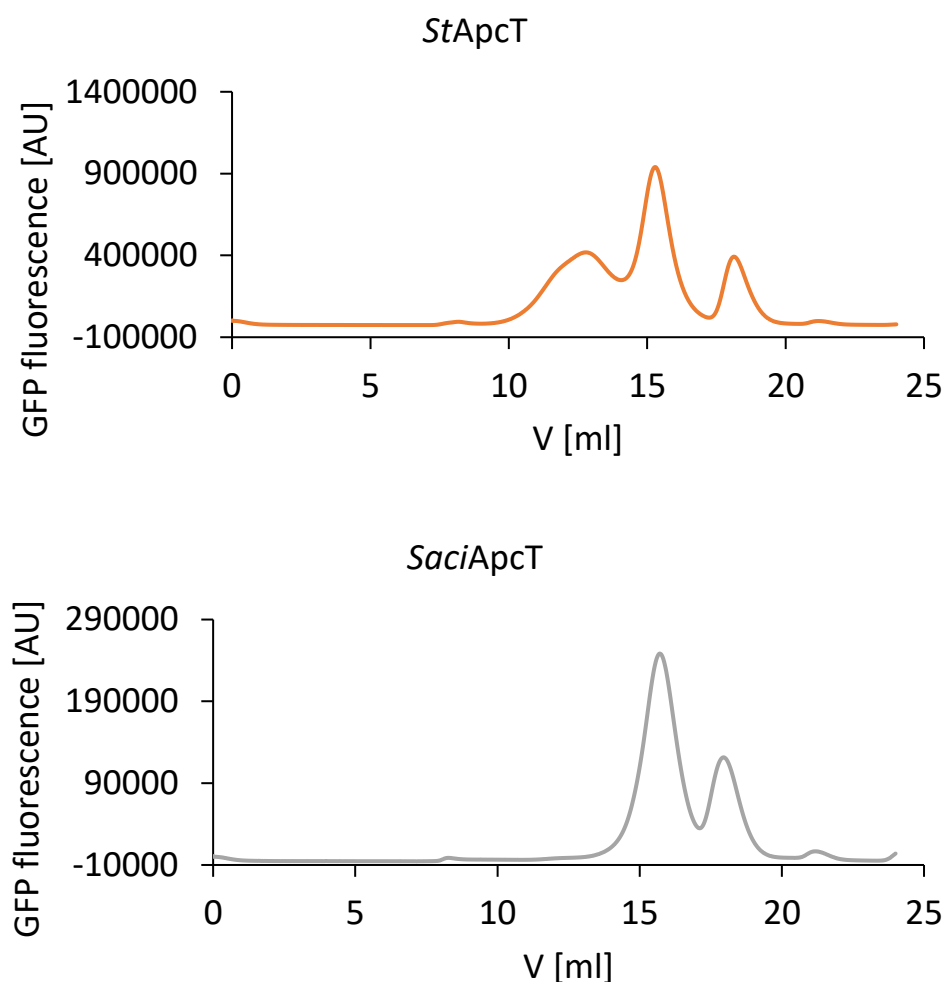 StApcT
GFP fluorescence [AU]
1400000
900000
400000
-100000
0 5 10 15 20 25
V [ml]
SaciApcT
GFP fluorescence [AU]
290000
190000
90000
-10000
0 5 10 15 20 25
V [ml]